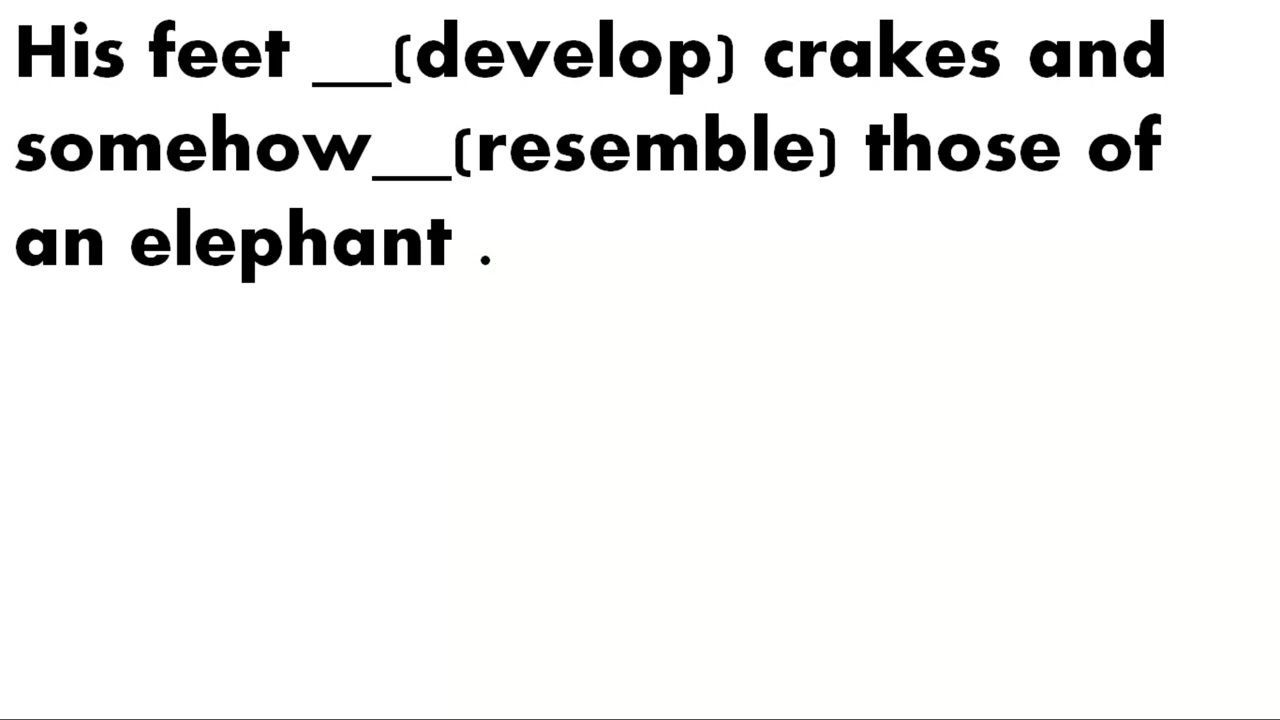 His feet __(develop) crakes and
somehow__(resemble) those of
an elephant .